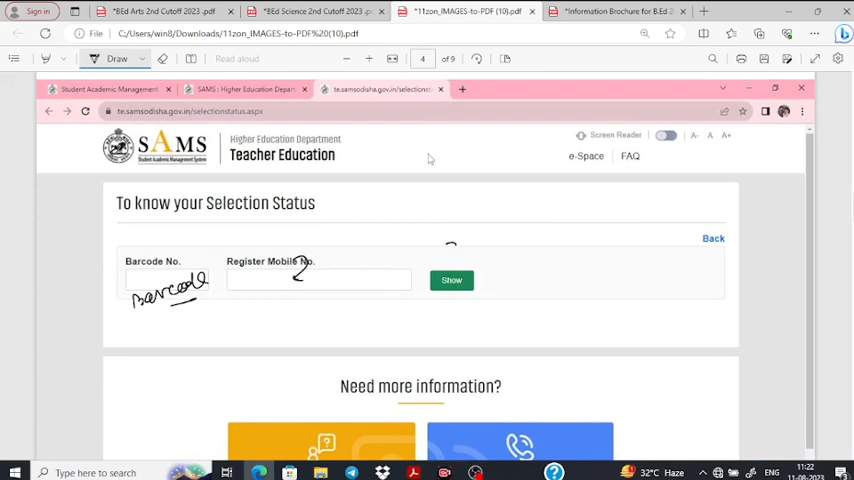 Sign in
*BEd Arts 2nd Cutoff 2023 .pdf
*BEd Science 2nd Cutoff 2023 .pdf
*11zon_IMAGES-to-PDF (10).pdf
*Information Brochure for B.Ed 2
File
C:/Users/win8/Downloads/11zon_IMAGES-to-PDF%20(10).pdf
Draw
4 of 9
Student Academic Management
SAMS : Higher Education Depart
te.samsodisha.gov.in/selectionstat
te.samsodisha.gov.in/selectionstatus.aspx
SAMS
Student Academic Management System
Higher Education Department
Teacher Education
Screen Reader
A- A A+
e-Space FAQ
To know your Selection Status
Back
Barcode No. Register Mobile No.
2
Barcode
Show
Need more information?
Type here to search
32°C Haze
ENG
11:22
11-08-2023
3